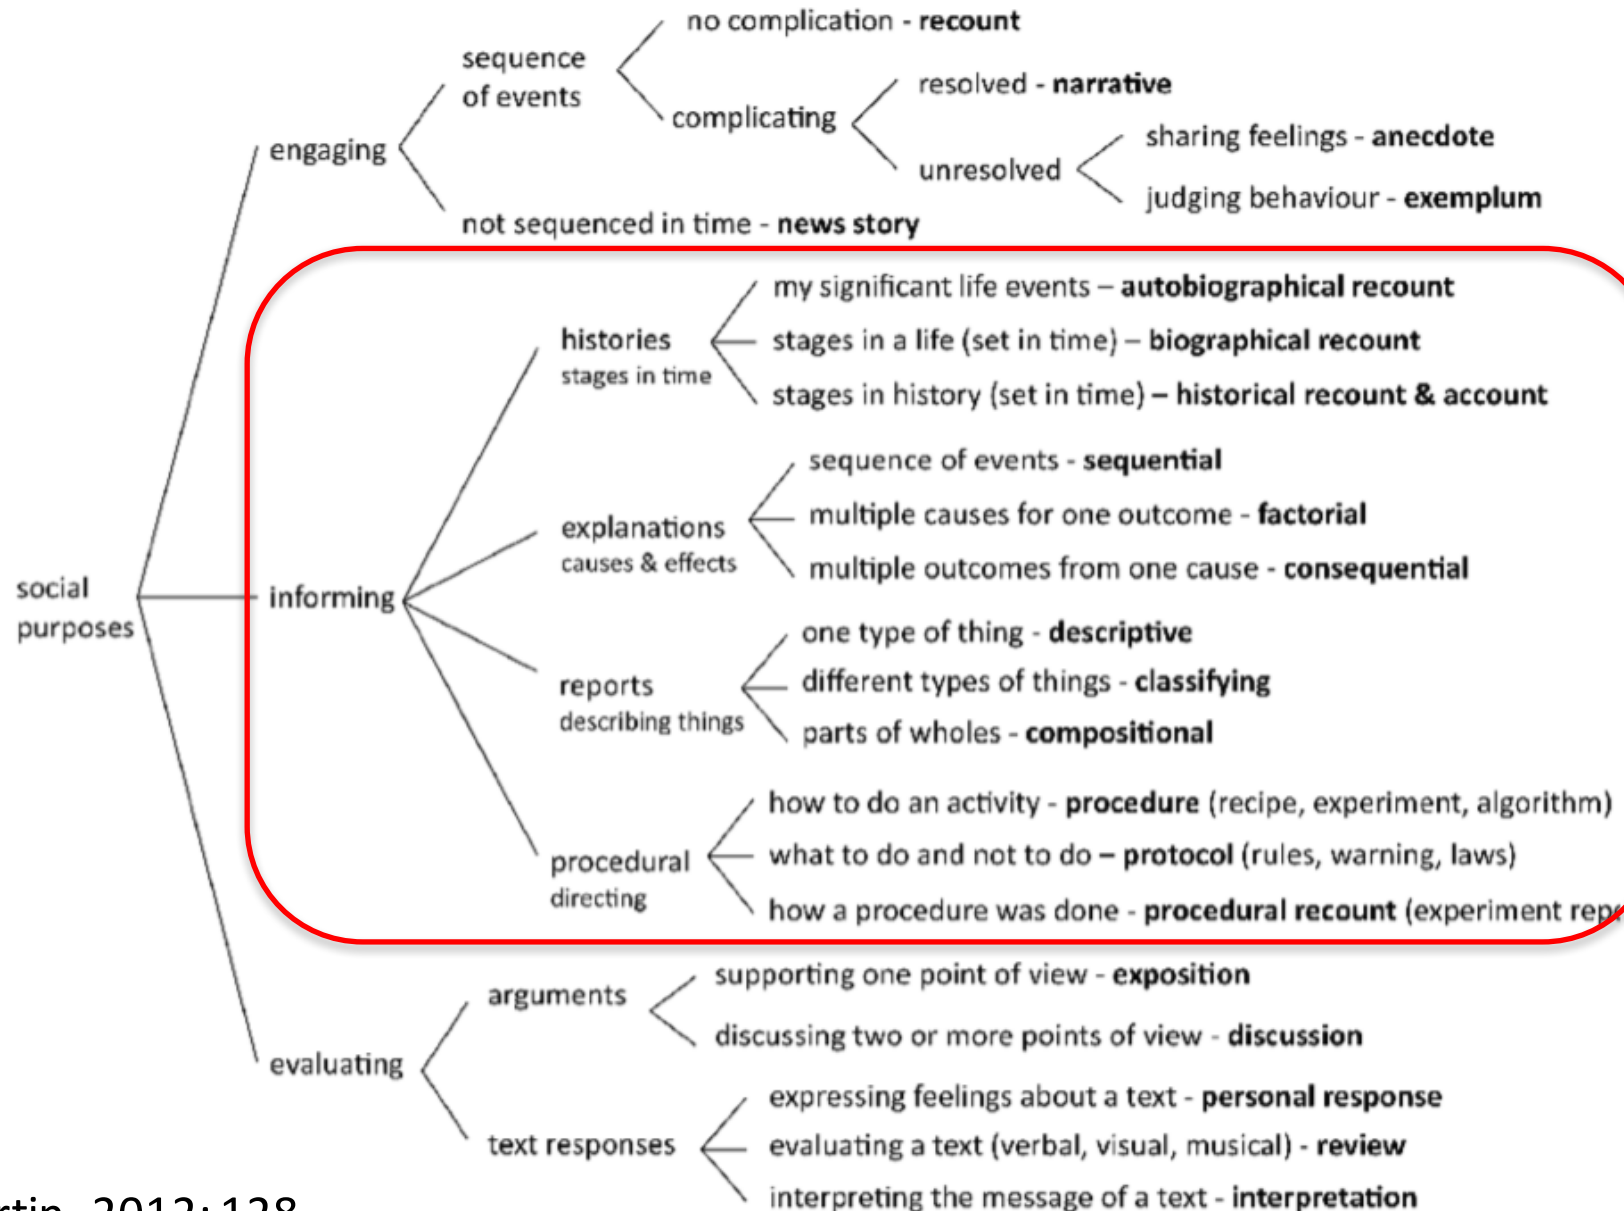 no complication - recount
sequence
of events
resolved - narrative
complicating
sharing feelings - anecdote
engaging
unresolved
judging behaviour - exemplum
not sequenced in time - news story
my significant life events – autobiographical recount
histories
stages in time
stages in a life (set in time) – biographical recount
stages in history (set in time) – historical recount & account
sequence of events - sequential
explanations
causes & effects
multiple causes for one outcome - factorial
multiple outcomes from one cause - consequential
social
purposes
informing
one type of thing - descriptive
reports
describing things
different types of things - classifying
parts of wholes - compositional
how to do an activity - procedure (recipe, experiment, algorithm)
procedural
directing
what to do and not to do – protocol (rules, warning, laws)
how a procedure was done - procedural recount (experiment
supporting one point of view - exposition
arguments
discussing two or more points of view - discussion
evaluating
expressing feelings about a text - personal response
text responses
evaluating a text (verbal, visual, musical) - review
interpreting the message of a text - interpretation